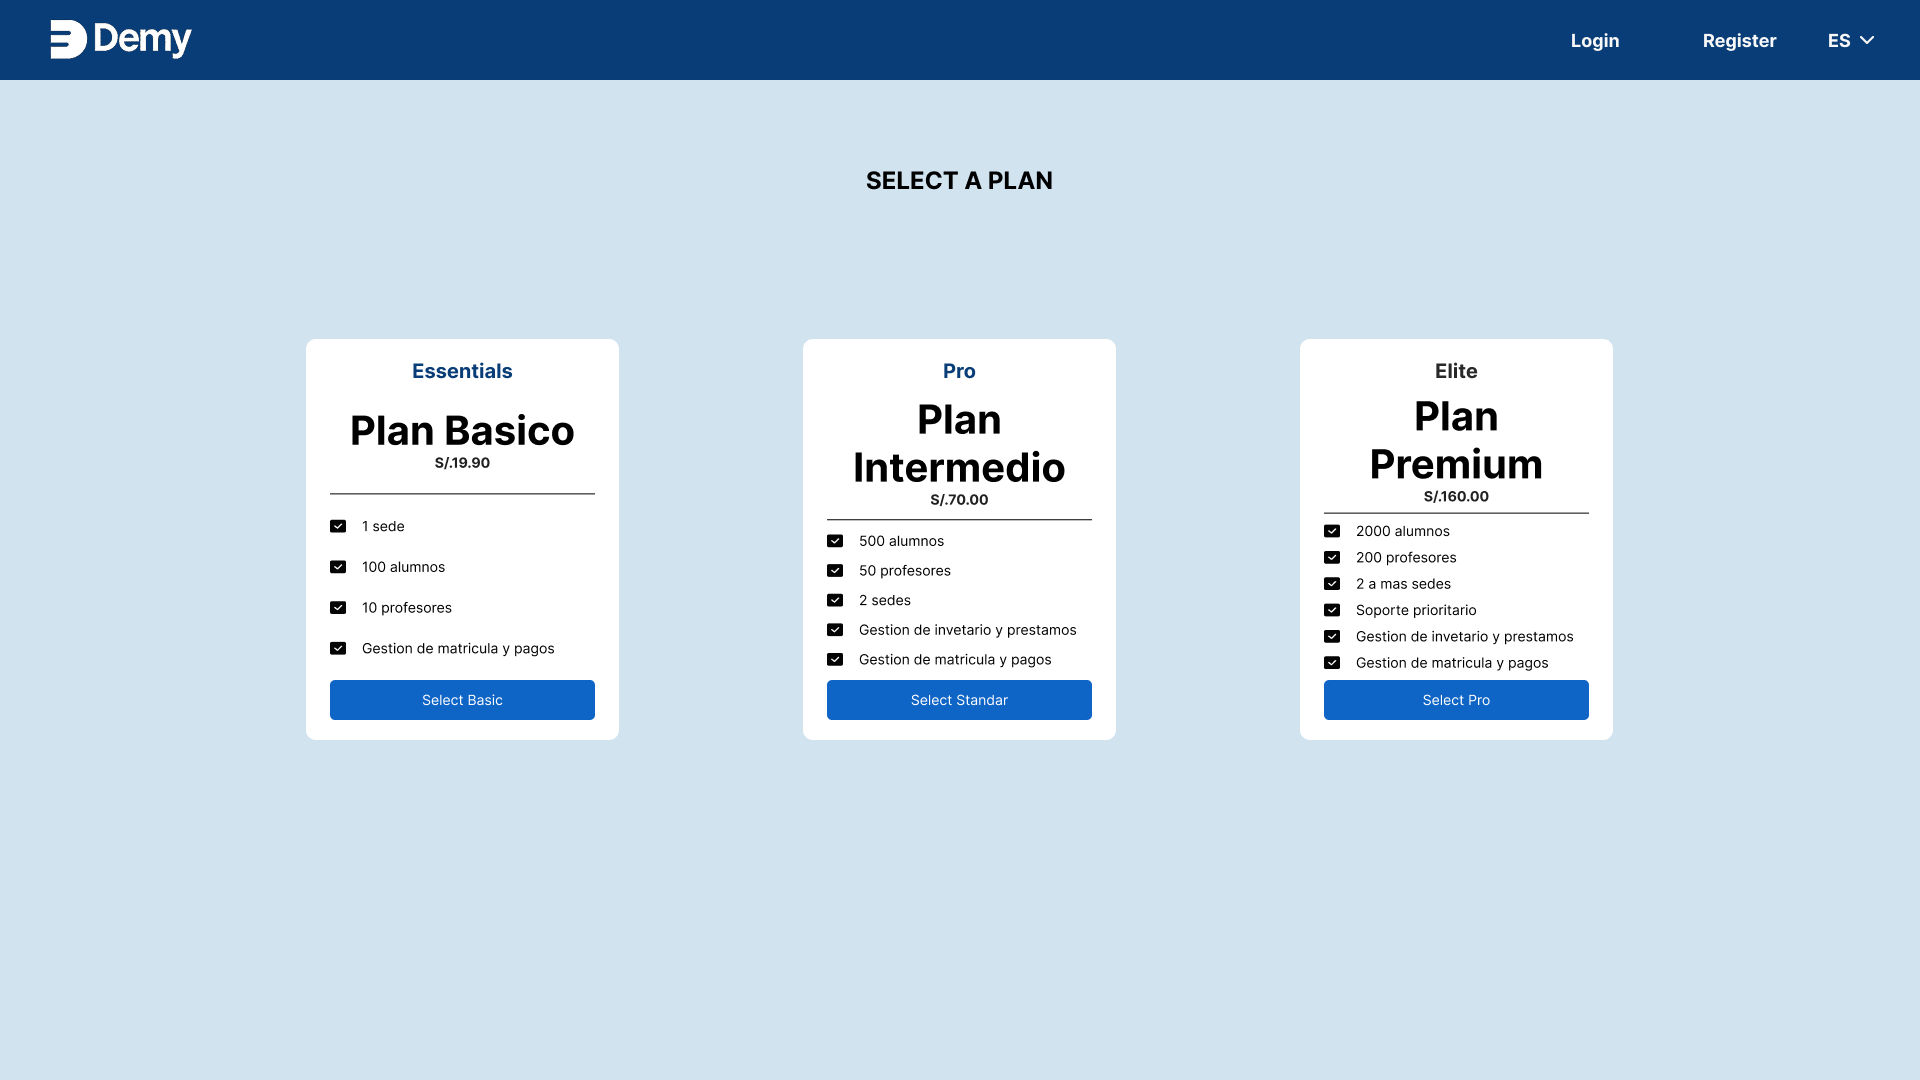 Demy
Login
Register
ES
SELECT A PLAN
Essentials
Plan Basico
S/.19.90
1 sede
100 alumnos
10 profesores
Gestion de matricula y pagos
Select Basic
Pro
Plan
Intermedio
S/.70.00
500 alumnos
50 profesores
2 sedes
Gestion de invetario y prestamos
Gestion de matricula y pagos
Select Standar
Elite
Plan
Premium
S/.160.00
2000 alumnos
200 profesores
2 a mas sedes
Soporte prioritario
Gestion de invetario y prestamos
Gestion de matricula y pagos
Select Pro